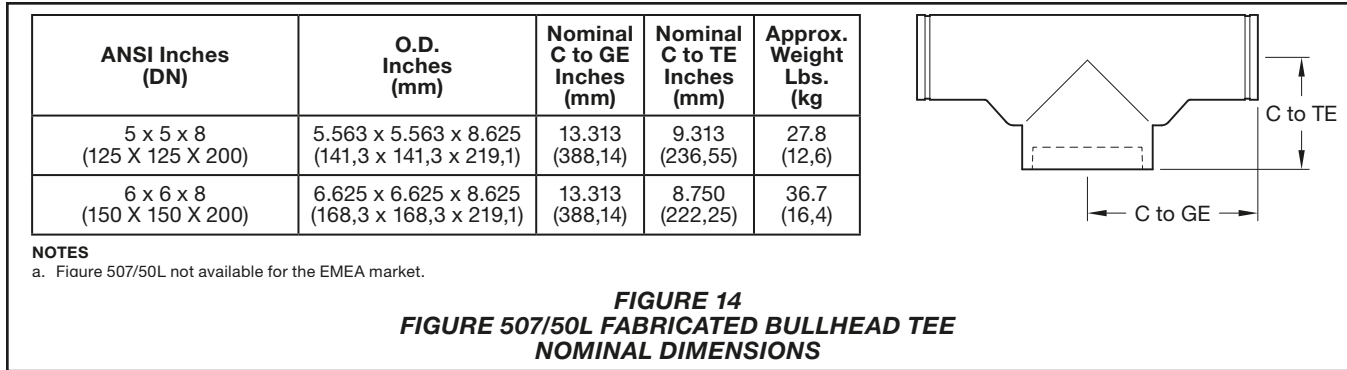 ANSI Inches
(DN)
O.D.
Inches
(mm)
Nominal
C to GE
Inches
(mm)
Nominal
C to TE
Inches
(mm)
Approx.
Weight
Lbs.
(kg
5 x 5 x 8
(125 X 125 X 200)
5.563 x 5.563 x 8.625
(141,3 x 141,3 x 219,1)
13.313
(388,14)
9.313
(236,55)
27.8
(12,6)
6 x 6 x 8
(150 X 150 X 200)
6.625 x 6.625 x 8.625
(168,3 x 168,3 x 219,1)
13.313
(388,14)
8.750
(222,25)
36.7
(16,4)
C to TE
C to GE
NOTES
a. Figure 507/50L not available for the EMEA market.
FIGURE 14
FIGURE 507/50L FABRICATED BULLHEAD TEE
NOMINAL DIMENSIONS